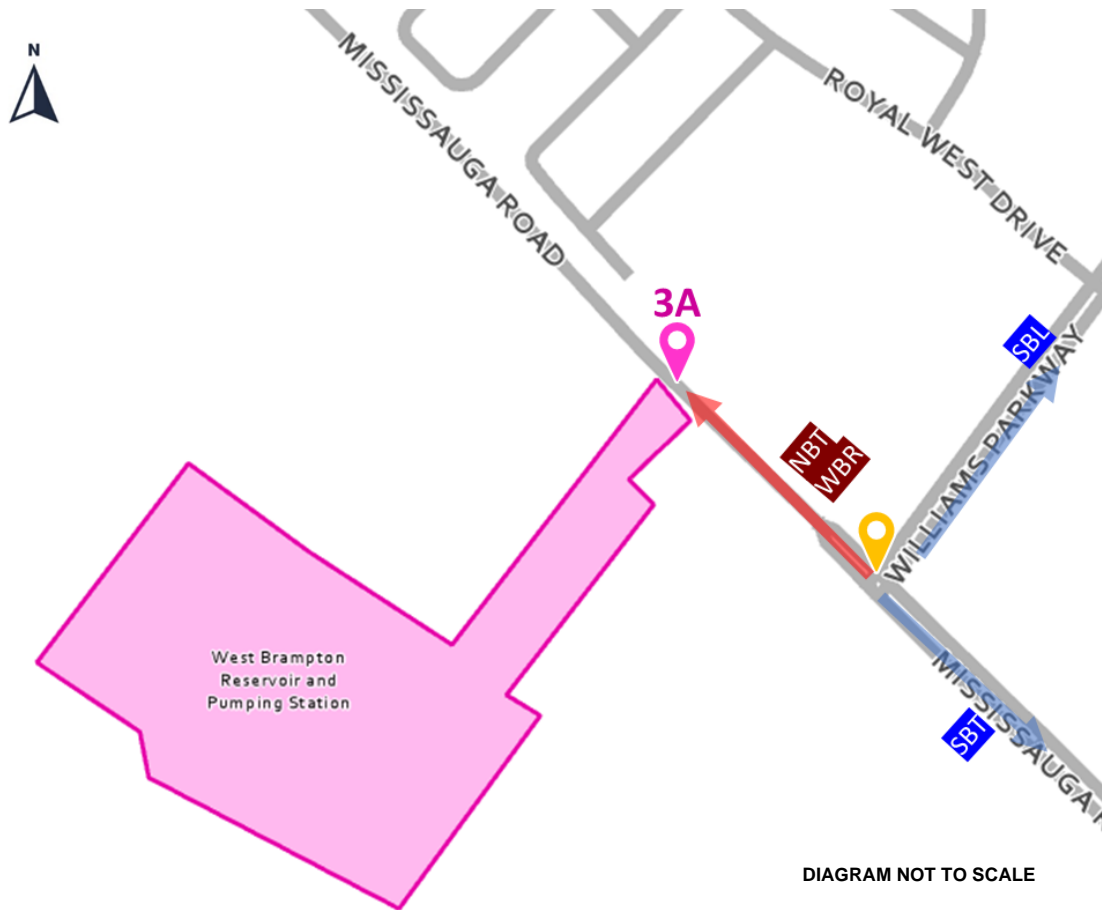 N
MISSISSAUGA ROAD
ROYAL WEST DRIVE
3A
SBL
WILLIAMS PARKWAY
NBT
WBR
West Brampton
Reservoir and
Pumping Station
MISSISSAUGA R
SBT
DIAGRAM NOT TO SCALE